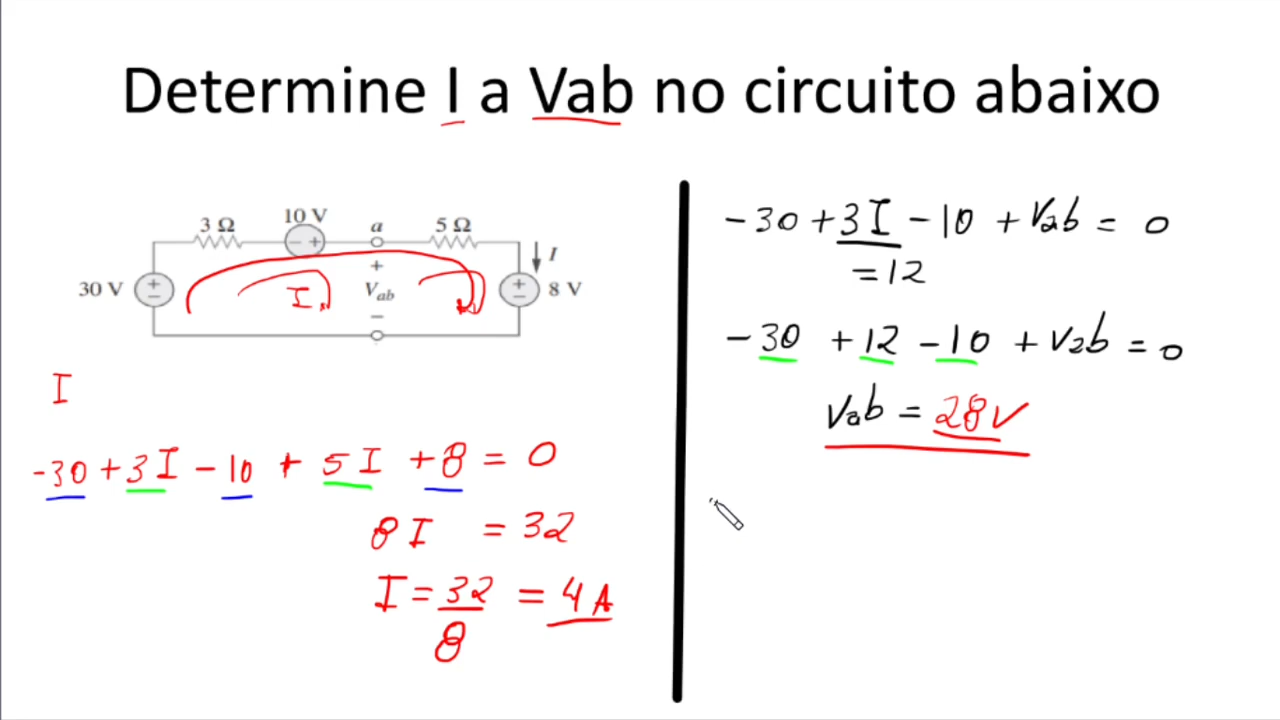 Determine I a Vab no circuito abaixo
3 Ω
10 V
a
5 Ω
I
30 V
+
−
− +
+
Vab
−
+
−
8 V
I
I
-30 + 3I - 10 + 5I + 8 = 0
8I = 32
I = 32/8 = 4A
-30 + 3I - 10 + Vab = 0
= 12
-30 + 12 - 10 + Vab = 0
Vab = 28V